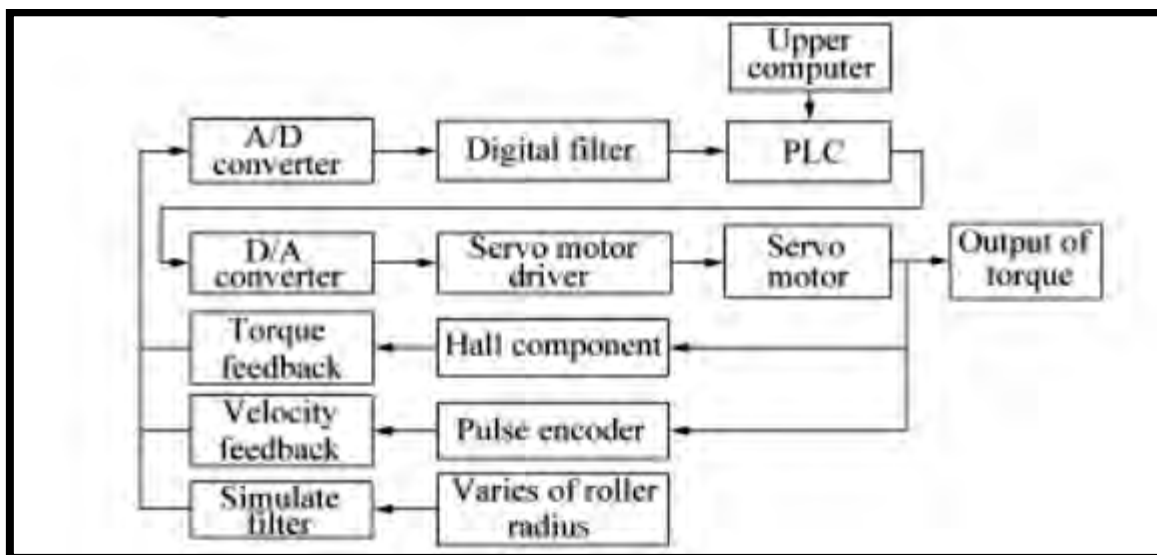 Upper
computer
A/D
converter
Digital filter
PLC
D/A
converter
Servo motor
driver
Servo
motor
Output of
torque
Torque
feedback
Hall component
Velocity
feedback
Pulse encoder
Simulate
filter
Varies of roller
radius